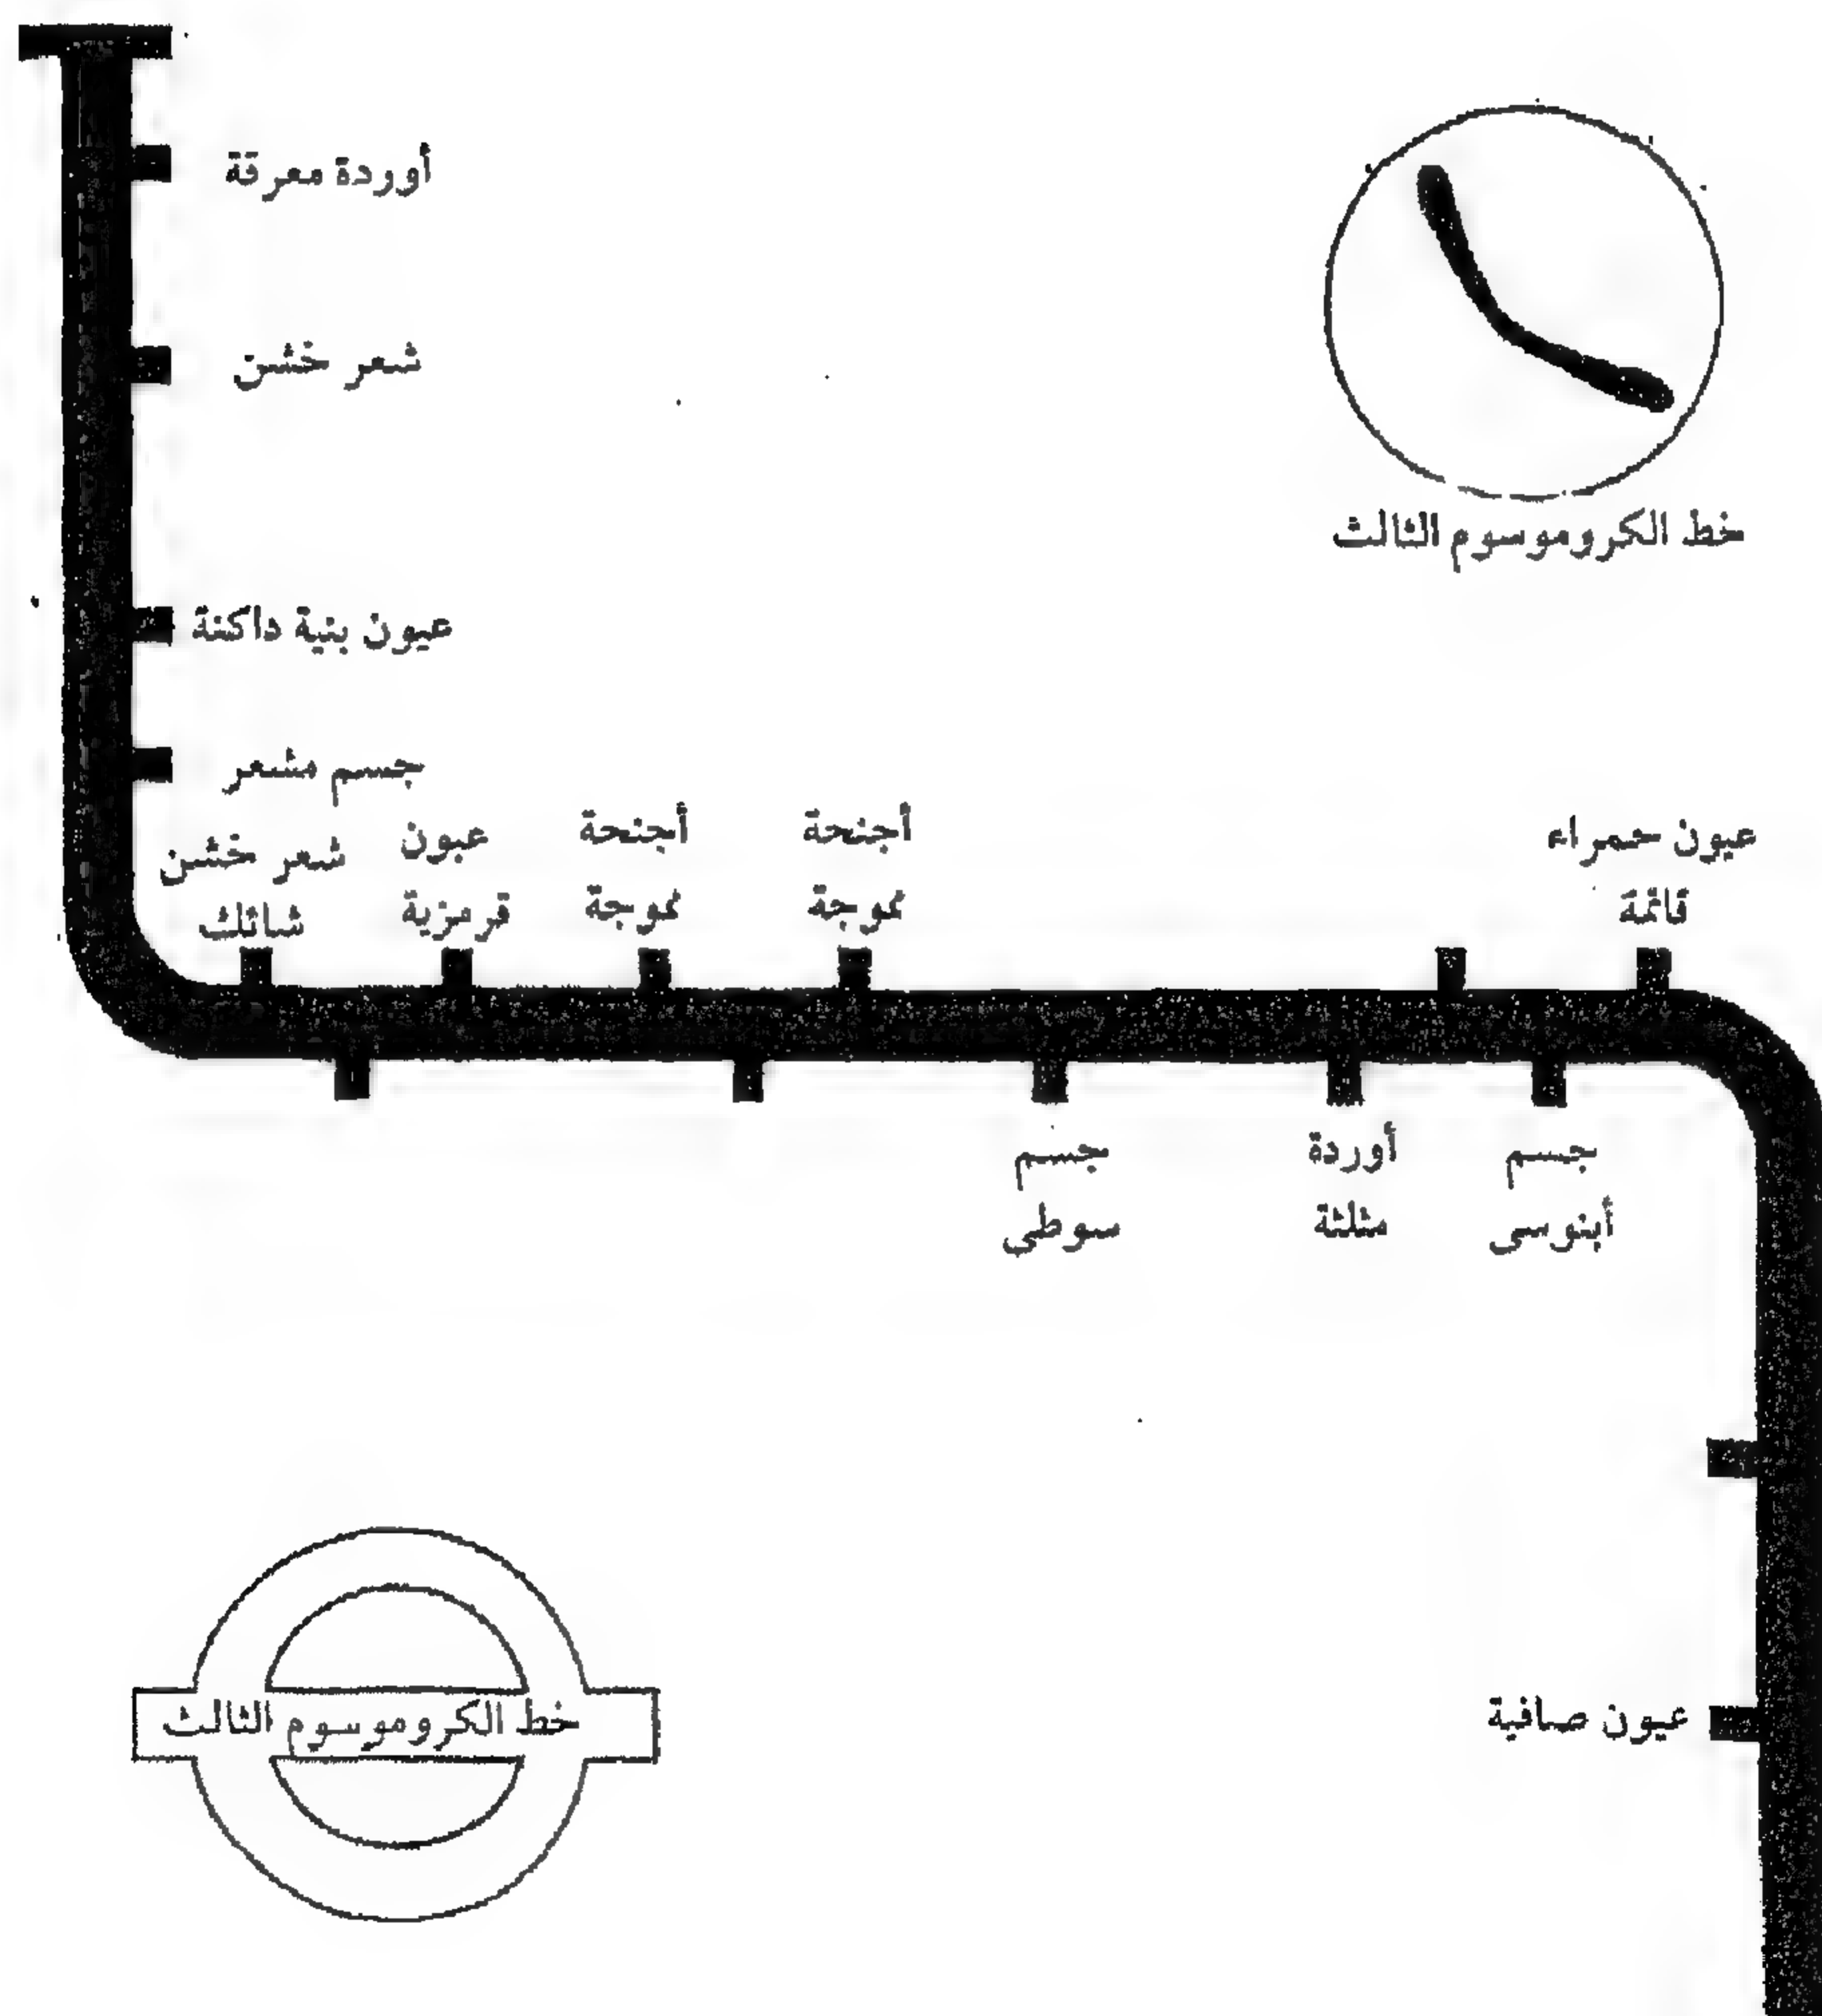 أوردة معرقة
شعر خشن
خط الكروموسوم الثالث
عيون بنية داكنة
جسم مشعر
شعر خشن
شائك
عيون
قرمزية
أجنحة
مموجة
أجنحة
مموجة
عيون حمراء
قائمة
جسم
سوطي
أوردة
مثلثة
جسم
أبنوسى
عيون صافية
خط الكروموسوم الثالث